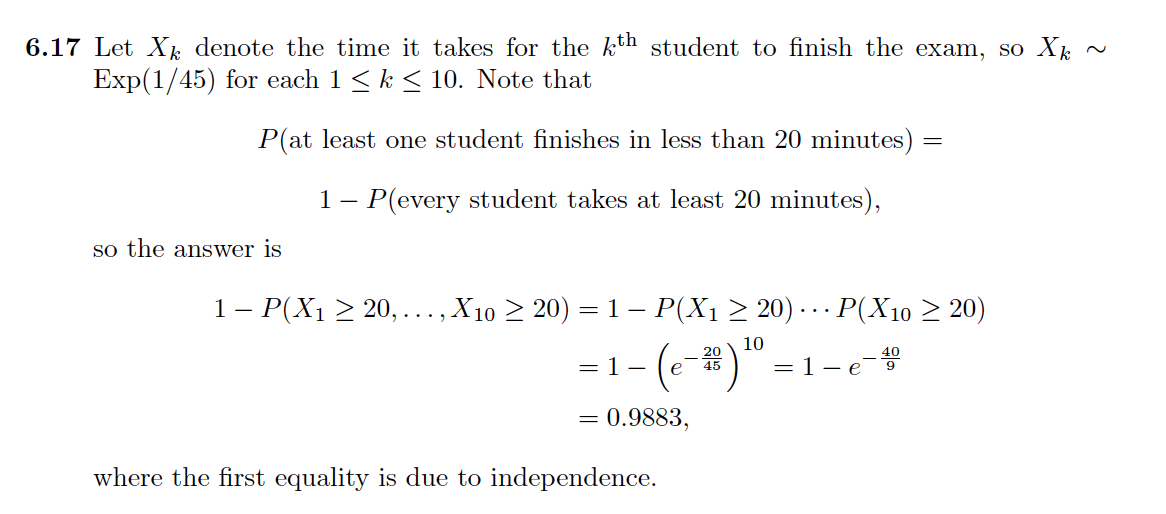 6.17 Let X_k denote the time it takes for the k^th student to finish the exam, so X_k ∼
Exp(1/45) for each 1 ≤ k ≤ 10. Note that
P(at least one student finishes in less than 20 minutes) =
1 − P(every student takes at least 20 minutes),
so the answer is
1 − P(X_1 ≥ 20, . . . , X_10 ≥ 20) = 1 − P(X_1 ≥ 20) · · · P(X_10 ≥ 20)
= 1 − (e^{−20/45})^10 = 1 − e^{−40/9}
= 0.9883,
where the first equality is due to independence.